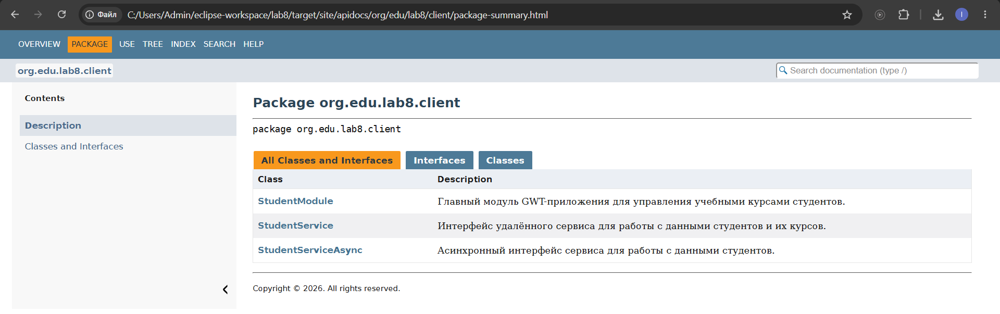 Файл C:/Users/Admin/eclipse-workspace/lab8/target/site/apidocs/org/edu/lab8/client/package-summary.html I
OVERVIEW PACKAGE USE TREE INDEX SEARCH HELP
org.edu.lab8.client Search documentation (type /)
Contents
Description
Classes and Interfaces
Package org.edu.lab8.client
package org.edu.lab8.client
All Classes and Interfaces Interfaces Classes
Class Description
StudentModule Главный модуль GWT-приложения для управления учебными курсами студентов.
StudentService Интерфейс удалённого сервиса для работы с данными студентов и их курсов.
StudentServiceAsync Асинхронный интерфейс сервиса для работы с данными студентов.
Copyright © 2026. All rights reserved.